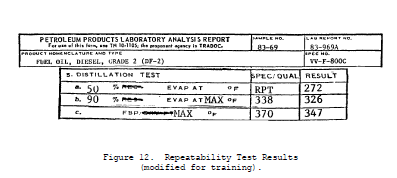 PETROLEUM PRODUCTS LABORATORY ANALYSIS REPORT
For use of this form, see TM 10-1105; the proponent agency is TRADOC.
SAMPLE NO.
83-69
LAB REPORT NO.
83-969A
PRODUCT NOMENCLATURE AND TYPE
FUEL OIL, DIESEL, GRADE 2 (DF-2)
SPEC NO.
VV-F-800C
5. DISTILLATION TEST SPEC/QUAL RESULT
a. 50 % EVAP AT °F RPT 272
b. 90 % EVAP AT MAX °F 338 326
c. FBP MAX °F 370 347
Figure 12. Repeatability Test Results
(modified for training).